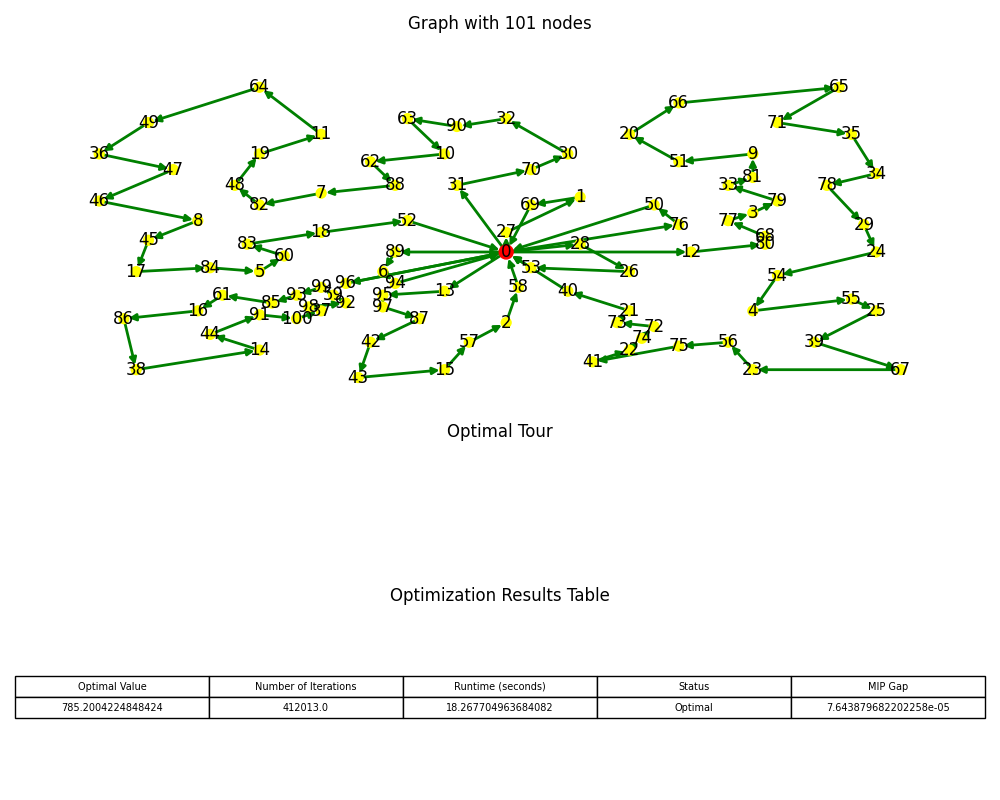 Graph with 101 nodes
64 65
63 90 32 66
49 11 20 71 35
36 19 10 30 51 9
47 62 70 81 34
48 7 88 31 33 78
46 82 69 1 50 3 79
8 52 76 77 29
45 83 18 27 28 68 80
60 89 0 12 24
17 84 5 6 53 26 54
94 96 99 58 40
61 93 59 95 13 55
16 85 98 92 97 21 4 25
86 91 100 37 87 2 73 72
44 42 57 74 56 39
14 22 75
38 43 15 41 23 67
Optimal Tour
Optimization Results Table
Optimal Value Number of Iterations Runtime (seconds) Status MIP Gap
785.2004224848424 412013.0 18.267704963684082 Optimal 7.643879682202258e-05